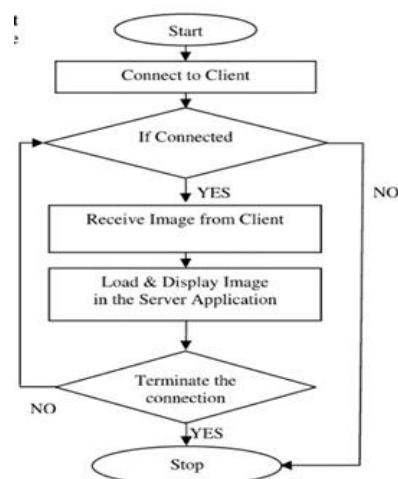 Start
Connect to Client
If Connected
YES
NO
Receive Image from Client
Load & Display Image
in the Server Application
Terminate the
connection
NO
YES
Stop